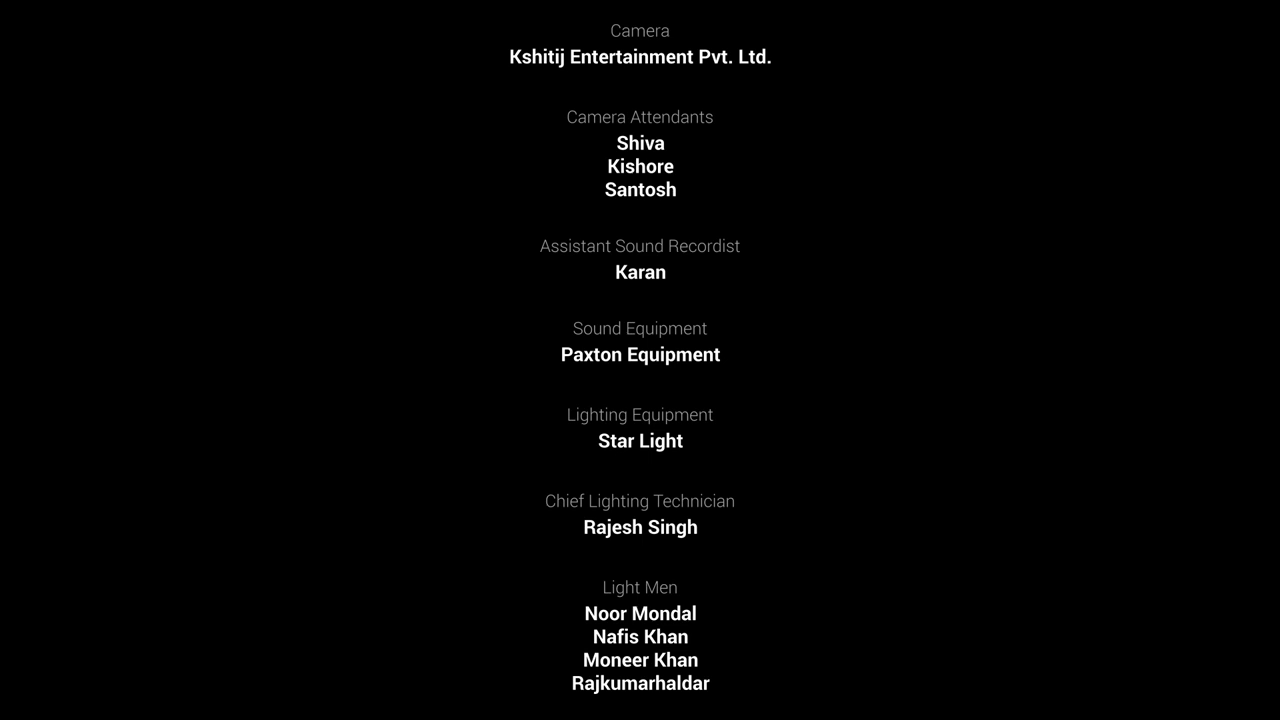 Camera
Kshitij Entertainment Pvt. Ltd.
Camera Attendants
Shiva
Kishore
Santosh
Assistant Sound Recordist
Karan
Sound Equipment
Paxton Equipment
Lighting Equipment
Star Light
Chief Lighting Technician
Rajesh Singh
Light Men
Noor Mondal
Nafis Khan
Moneer Khan
Rajkumarhaldar